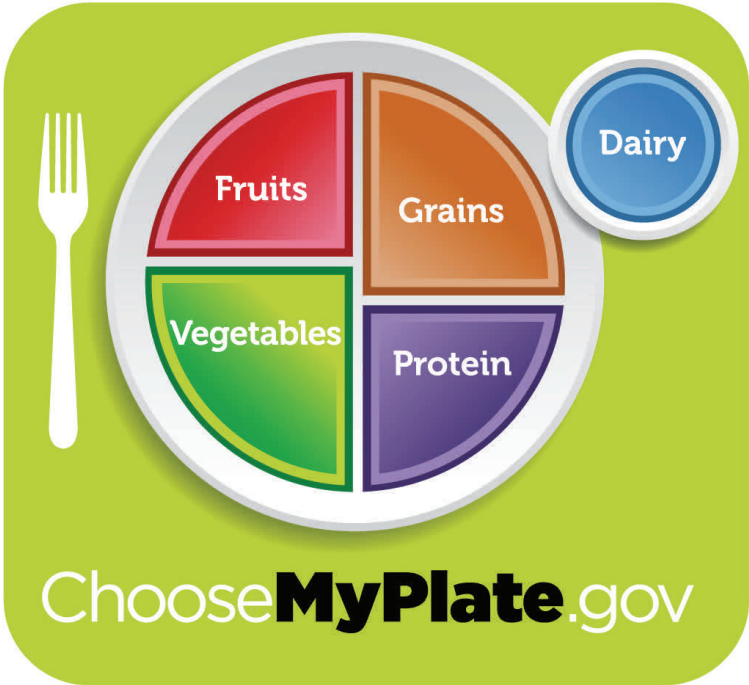 Dairy
Fruits
Grains
Vegetables
Protein
ChooseMyPlate.gov